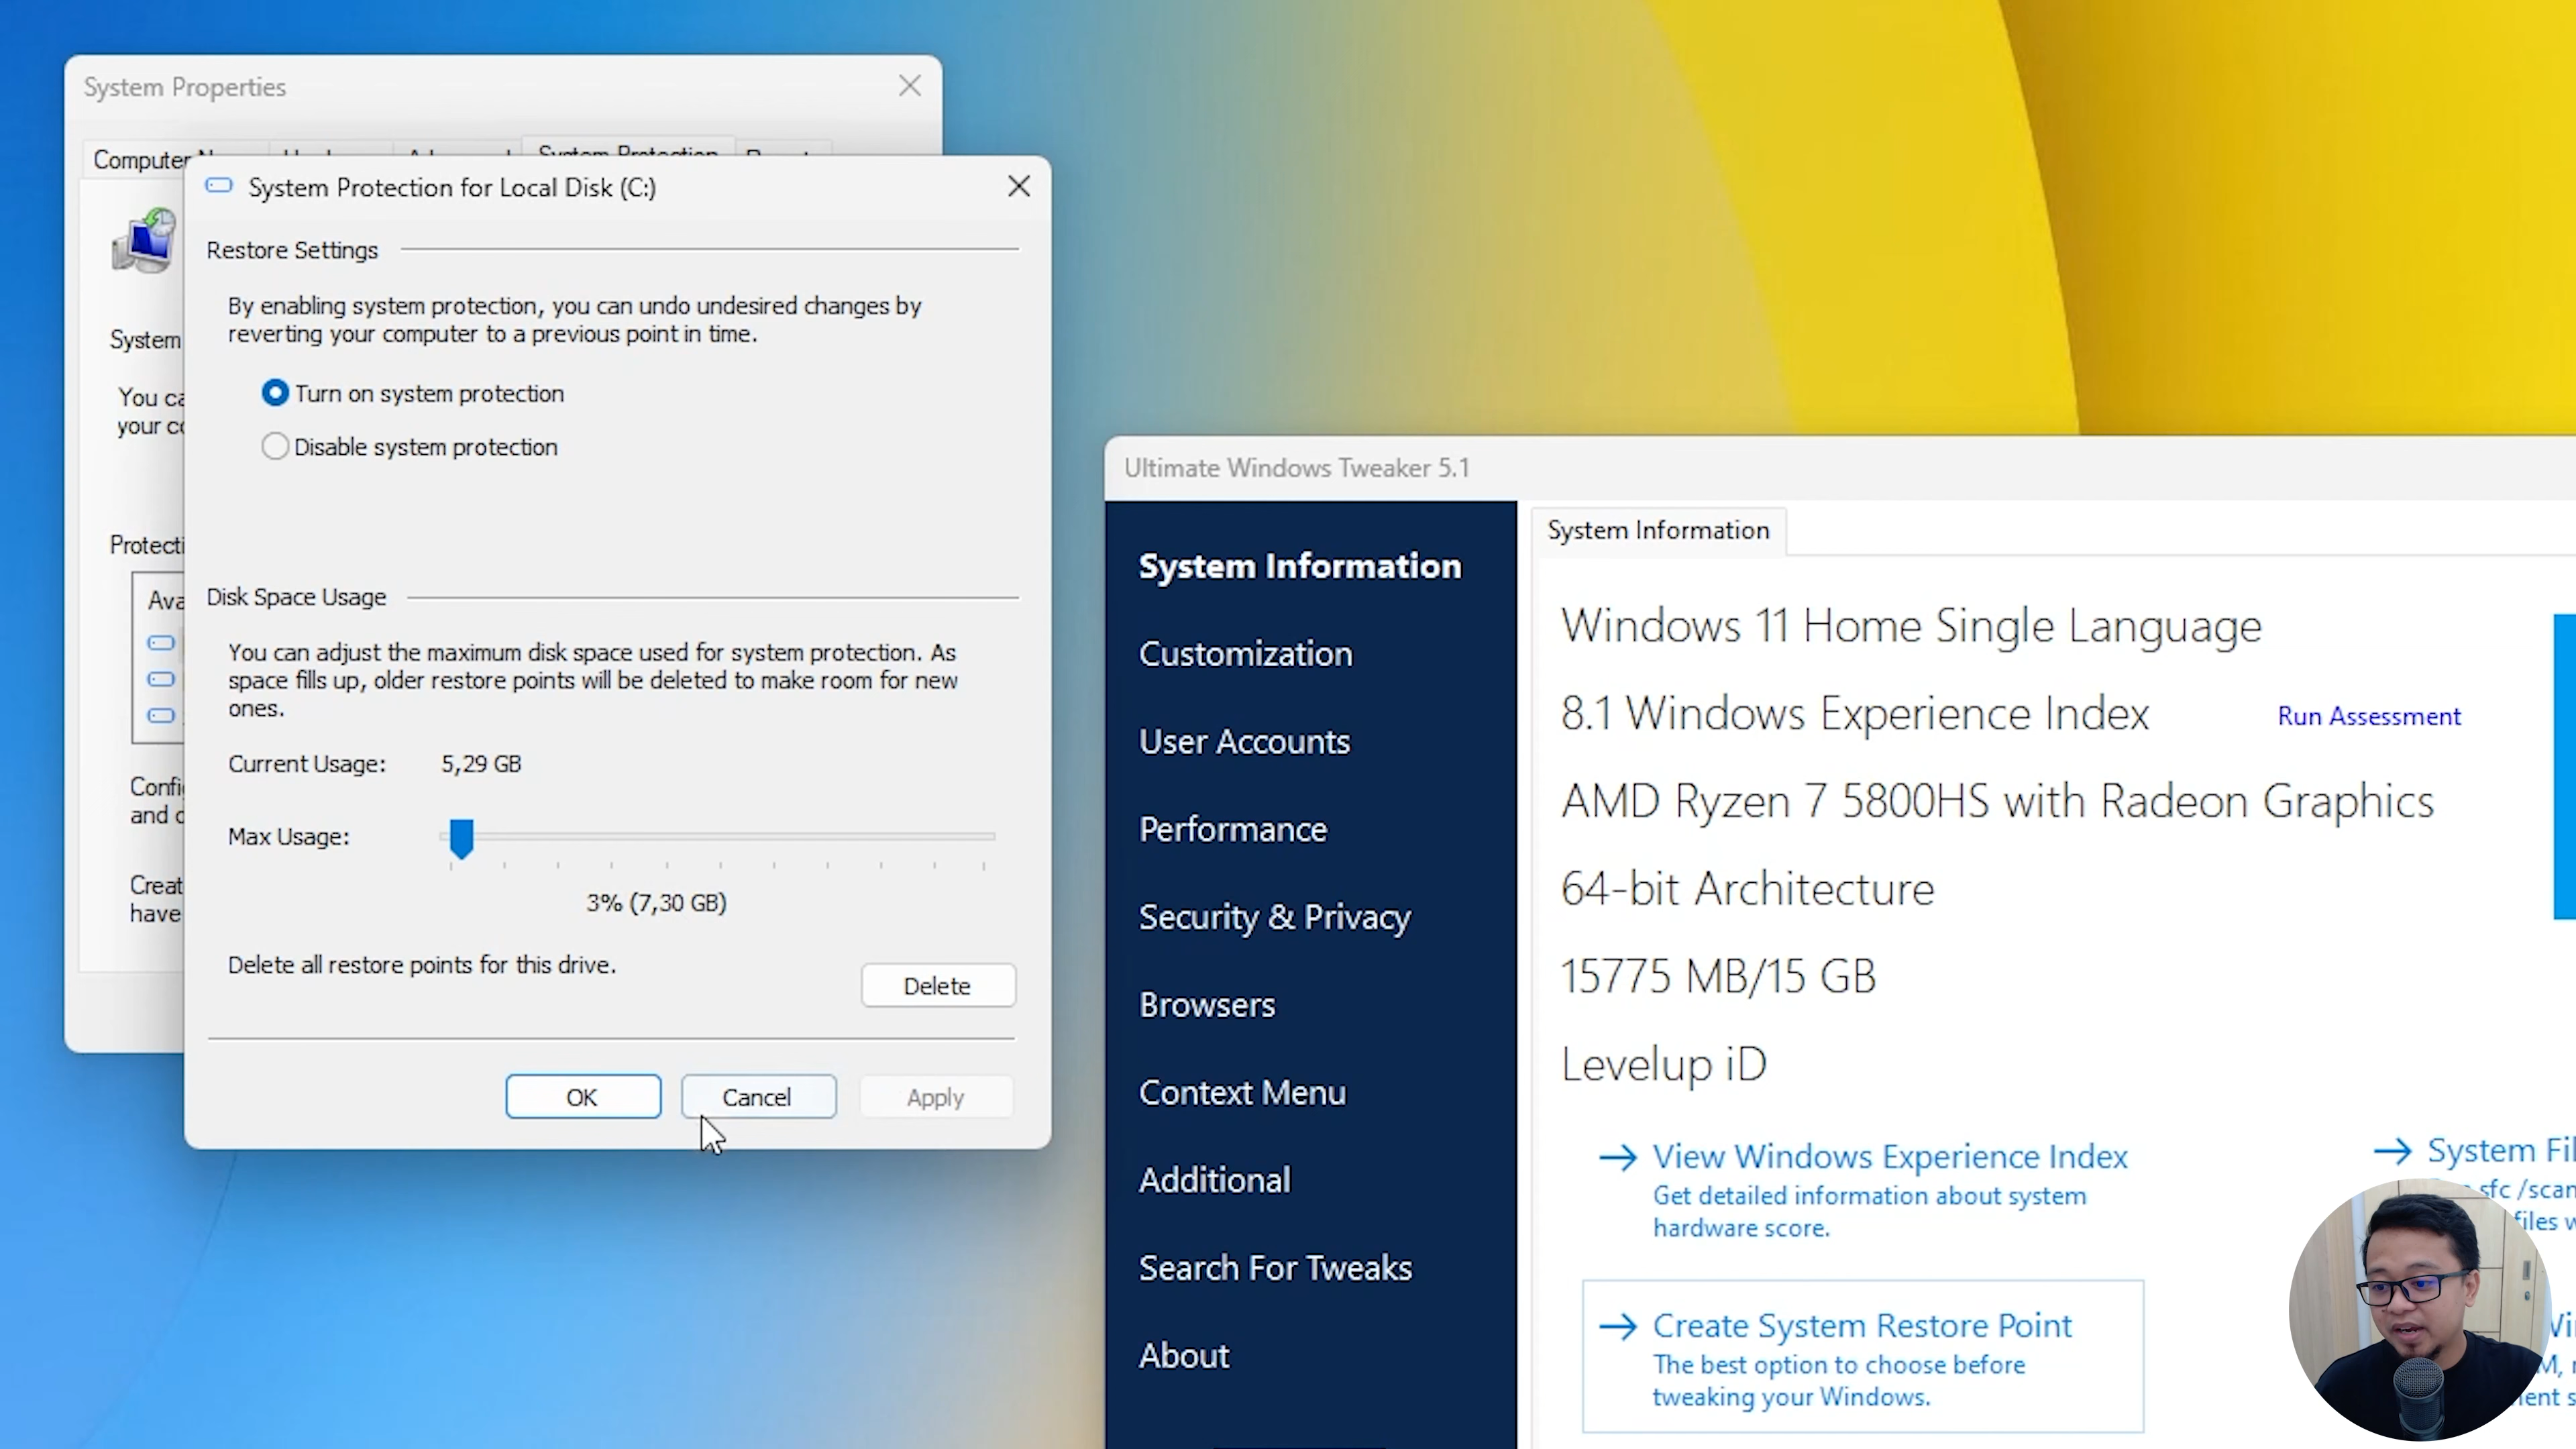 System Properties
Computer
System Protection
System Protection for Local Disk (C:)
Restore Settings
By enabling system protection, you can undo undesired changes by
reverting your computer to a previous point in time.
Turn on system protection
Disable system protection
System
You ca
your co
Protecti
Ava
Disk Space Usage
You can adjust the maximum disk space used for system protection. As
space fills up, older restore points will be deleted to make room for new
ones.
Current Usage: 5,29 GB
Max Usage:
3% (7,30 GB)
Confi
and c
Creat
have
Delete all restore points for this drive.
Delete
OK
Cancel
Apply
Ultimate Windows Tweaker 5.1
System Information
Customization
User Accounts
Performance
Security & Privacy
Browsers
Context Menu
Additional
Search For Tweaks
About
System Information
Windows 11 Home Single Language
8.1 Windows Experience Index
Run Assessment
AMD Ryzen 7 5800HS with Radeon Graphics
64-bit Architecture
15775 MB/15 GB
Levelup iD
View Windows Experience Index
Get detailed information about system
hardware score.
System Fil
sfc /scan
files w
Create System Restore Point
The best option to choose before
tweaking your Windows.